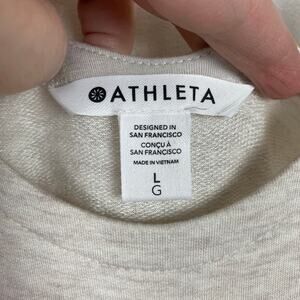 ATHLETA
DESIGNED IN
SAN FRANCISCO
CONÇU À
SAN FRANCISCO
MADE IN VIETNAM
L
G